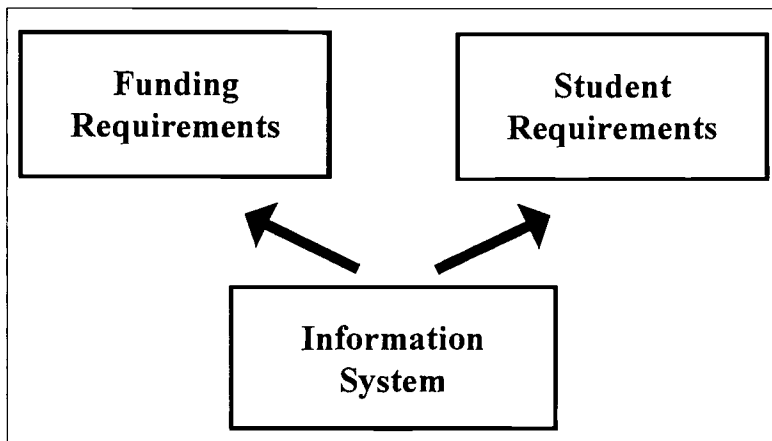 Funding
Requirements
Student
Requirements
Information
System